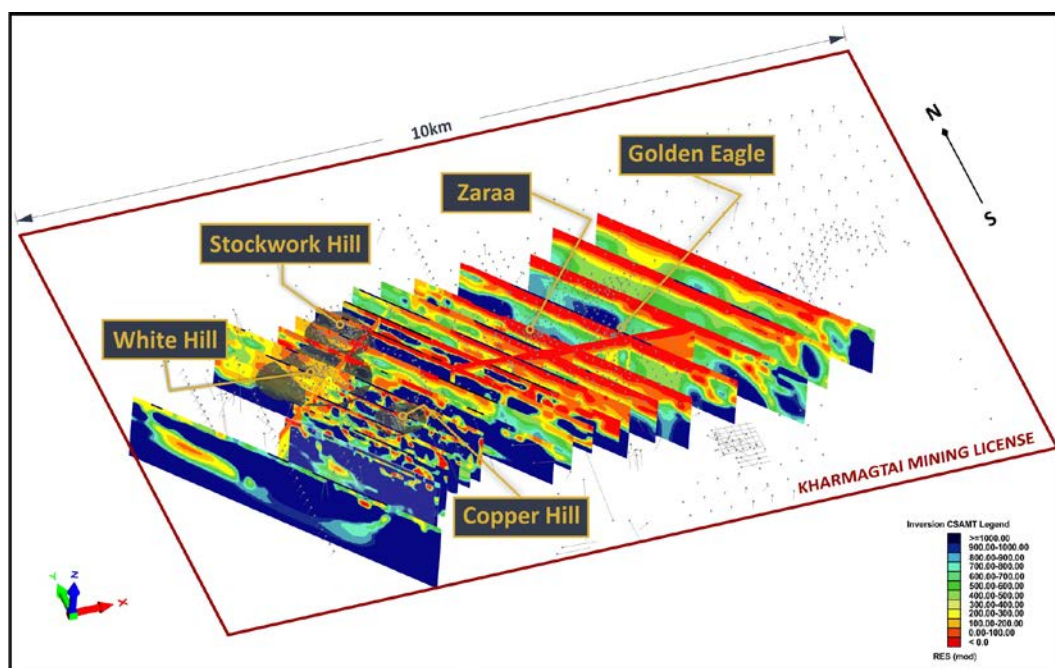 10km
N
S
Golden Eagle
Zaraa
Stockwork Hill
White Hill
Copper Hill
KHARMAGTAI MINING LICENSE
Inversion CSAMT Legend
>=1000.00
900.00-1000.00
800.00-900.00
700.00-800.00
600.00-700.00
500.00-600.00
400.00-500.00
300.00-400.00
200.00-300.00
100.00-200.00
0.00-100.00
< 0.0
RES (mod)
Y
N
X